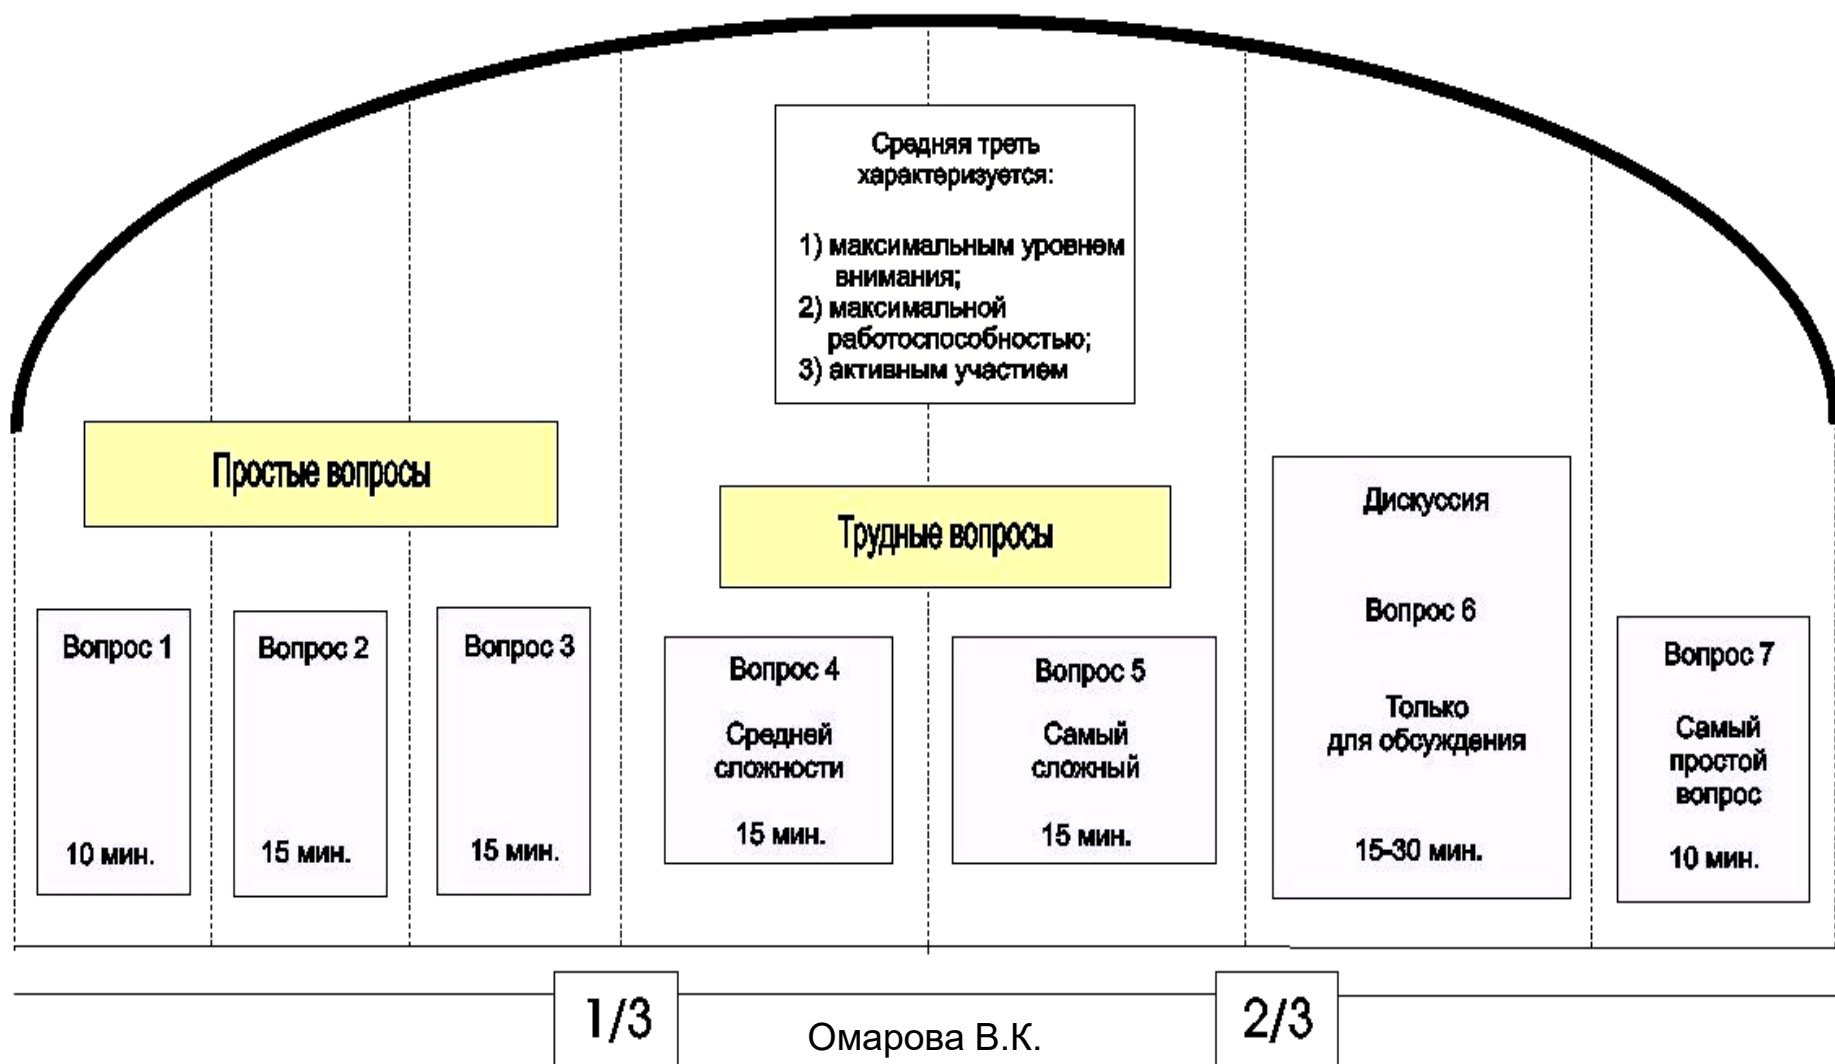 Средняя треть
характеризуется:
1) максимальным уровнем
внимания;
2) максимальной
работоспособностью;
3) активным участием
Простые вопросы
Трудные вопросы
Вопрос 1
10 мин.
Вопрос 2
15 мин.
Вопрос 3
15 мин.
Вопрос 4
Средней
сложности
15 мин.
Вопрос 5
Самый
сложный
15 мин.
Дискуссия
Вопрос 6
Только
для обсуждения
15-30 мин.
Вопрос 7
Самый
простой
вопрос
10 мин.
1/3
Омарова В.К.
2/3